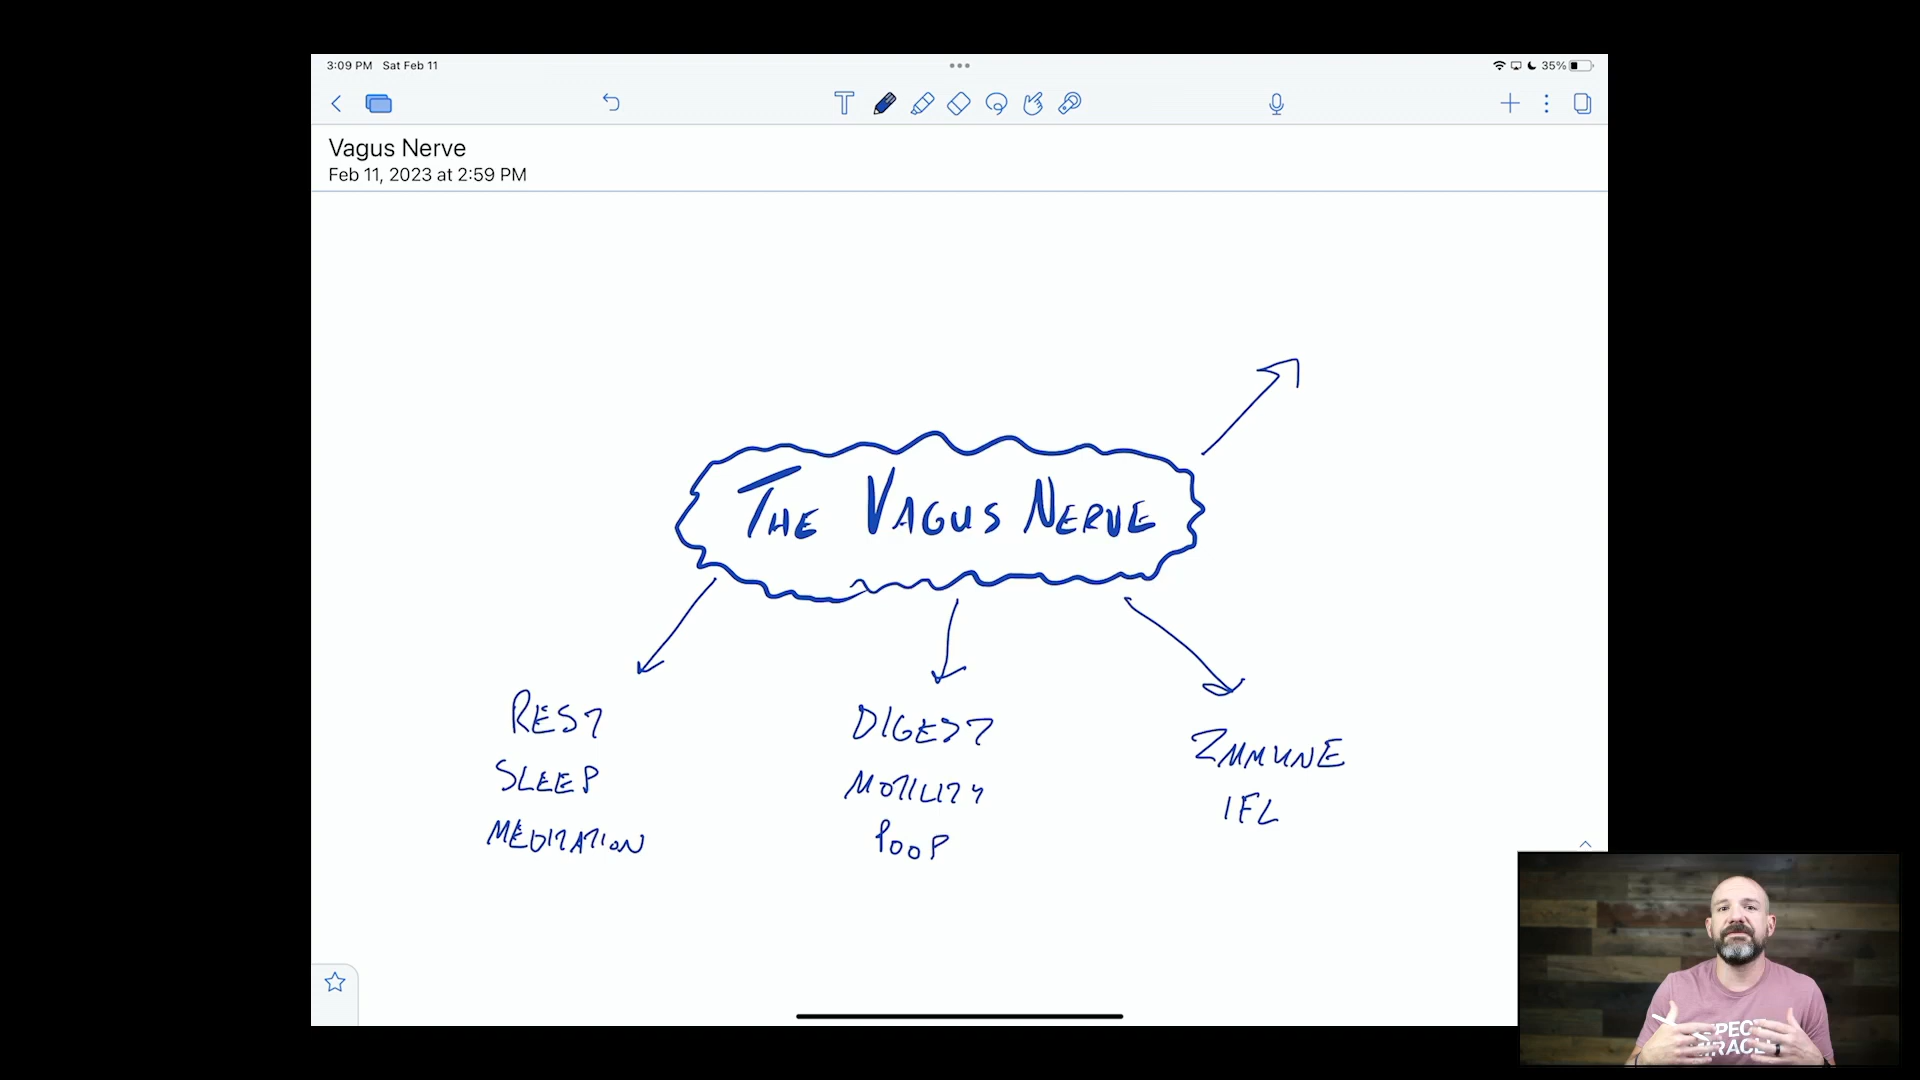 3:09 PM Sat Feb 11
35%
Vagus Nerve
Feb 11, 2023 at 2:59 PM
THE VAGUS NERVE
REST
SLEEP
MEDITATION
DIGEST
MOTILITY
POOP
IMMUNE
IFL